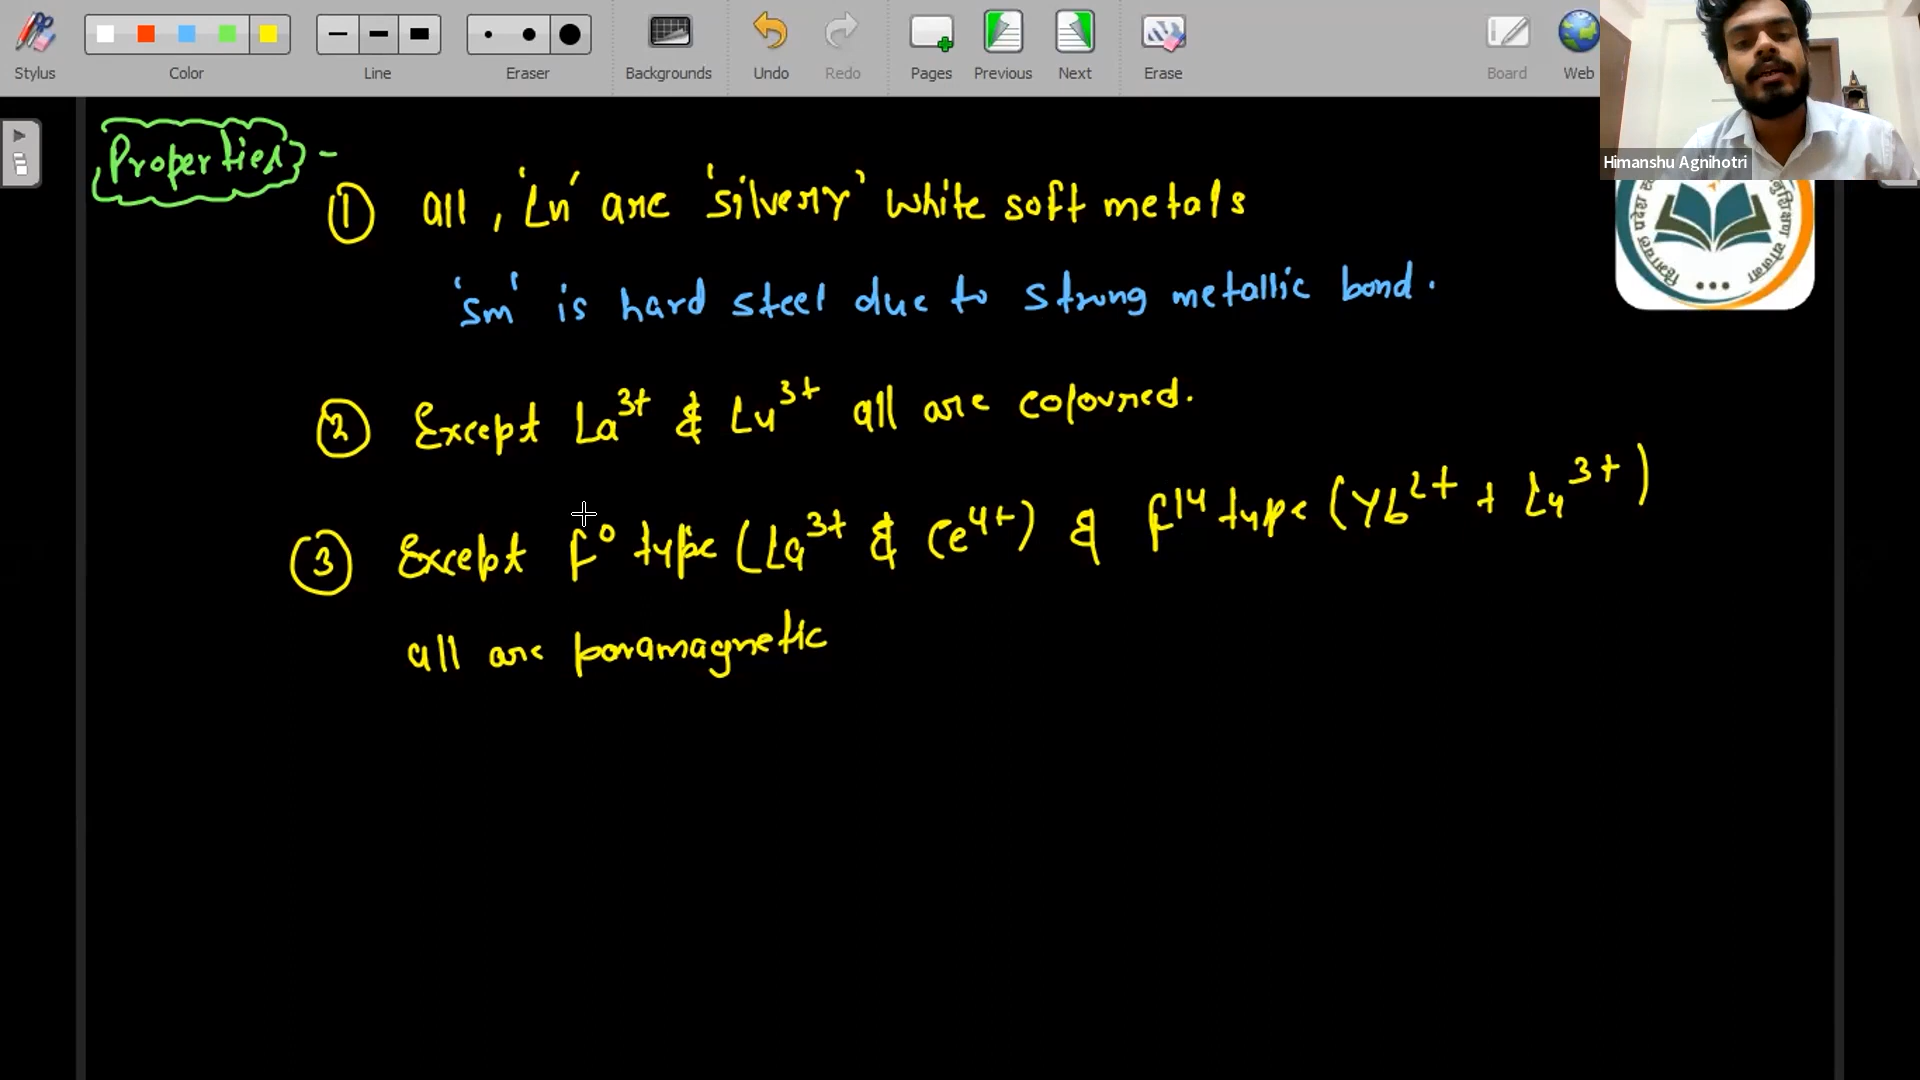 Stylus Color Line Eraser Backgrounds Undo Redo Pages Previous Next Erase Board Web
Himanshu Agnihotri
Properties -
① all, 'Ln' are 'silvery' white soft metals
'Sm' is hard steel due to strong metallic bond.
② Except La³⁺ & Lu³⁺ all are coloured.
③ Except f⁰ type (La³⁺ & Ce⁴⁺) & f¹⁴ type (Yb²⁺ + Lu³⁺)
all are paramagnetic